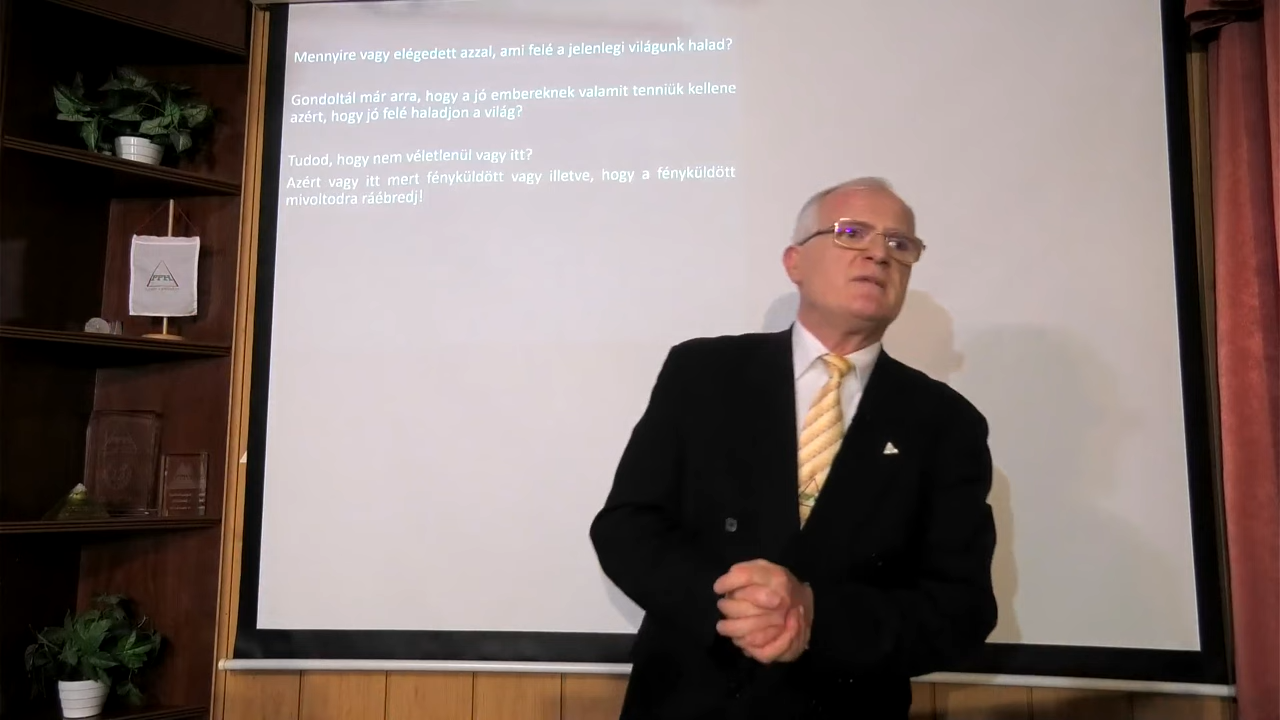 Mennyire vagy elégedett azzal, ami felé a jelenlegi világunk halad?
Gondoltál már arra, hogy a jó embereknek valamit tenniük kellene
azért, hogy jó felé haladjon a világ?
Tudod, hogy nem véletlenül vagy itt?
Azért vagy itt mert fényküldött vagy illetve, hogy a fényküldött
mivoltodra ráébredj!